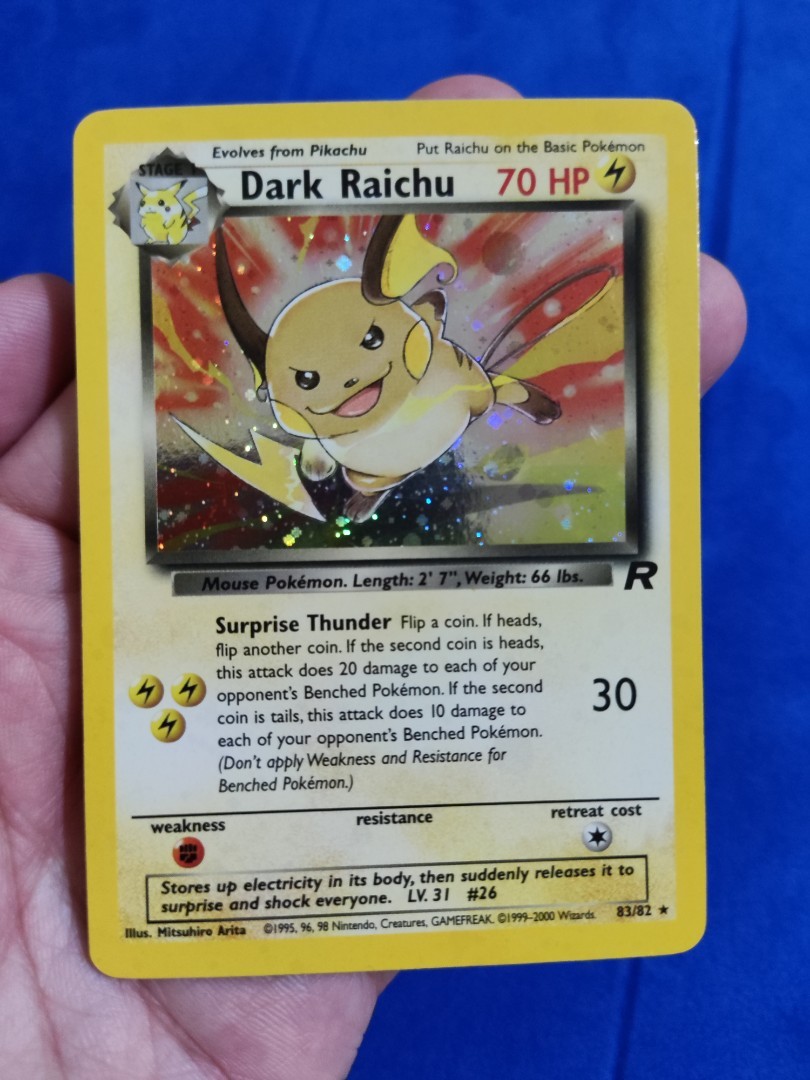 Evolves from Pikachu Put Raichu on the Basic Pokémon
STAGE 1
Dark Raichu 70 HP
Mouse Pokémon. Length: 2' 7", Weight: 66 lbs.
R
Surprise Thunder Flip a coin. If heads,
flip another coin. If the second coin is heads,
this attack does 20 damage to each of your
opponent's Benched Pokémon. If the second
coin is tails, this attack does 10 damage to
each of your opponent's Benched Pokémon.
(Don't apply Weakness and Resistance for
Benched Pokémon.)
30
weakness resistance retreat cost
Stores up electricity in its body, then suddenly releases it to
surprise and shock everyone. LV. 31 #26
Illus. Mitsuhiro Arita ©1995, 96, 98 Nintendo, Creatures, GAMEFREAK. ©1999-2000 Wizards. 83/82 ★